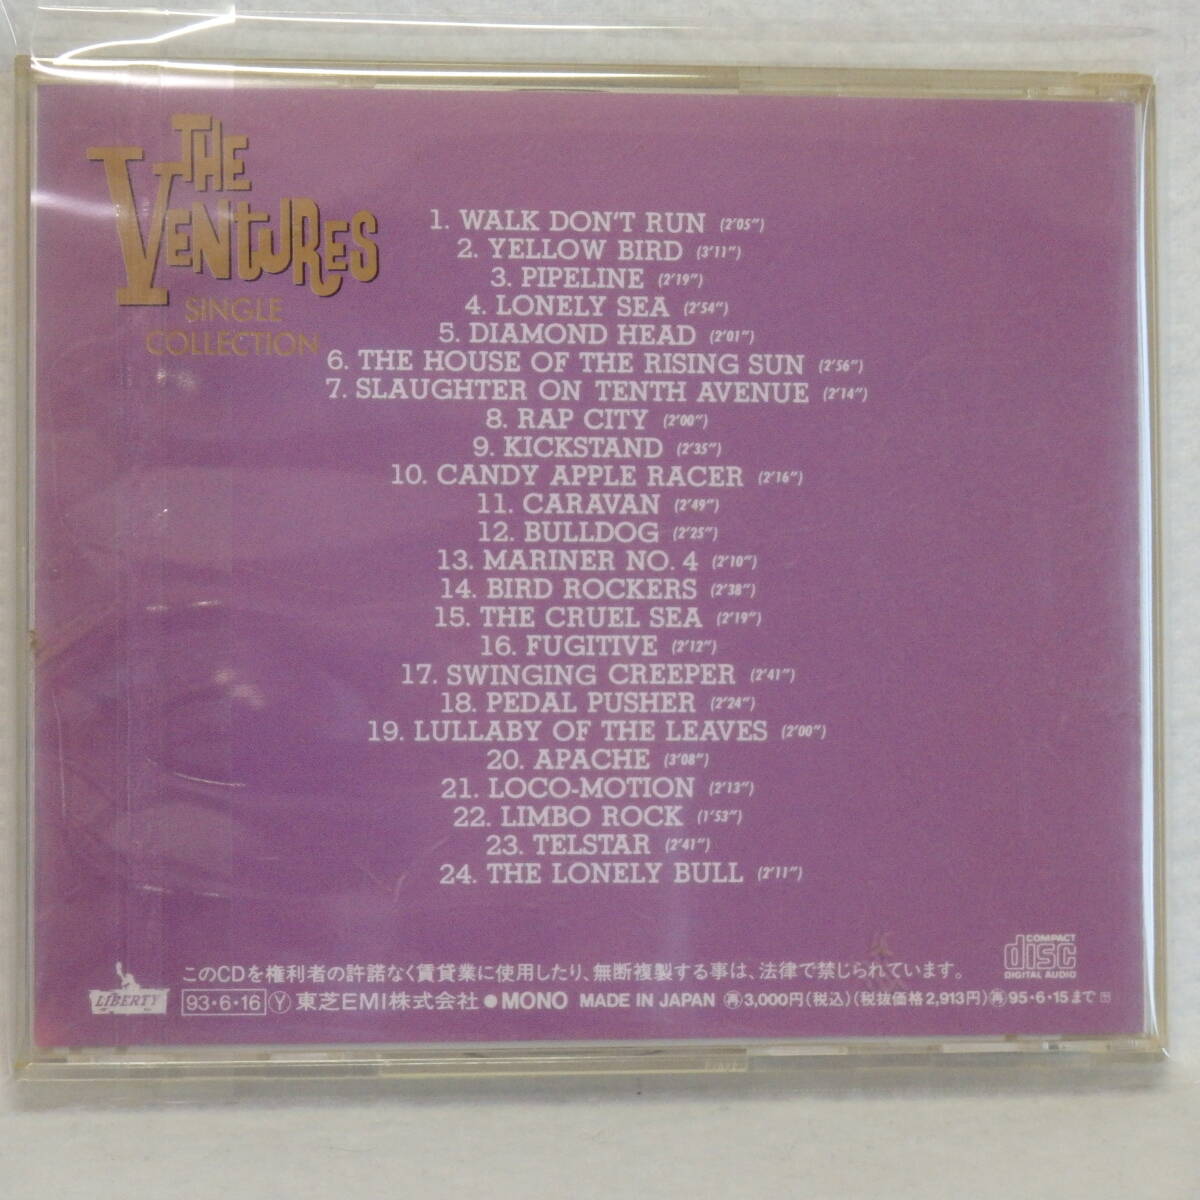 THE
VENTURES
SINGLE
COLLECTION
1. WALK DON'T RUN (2'05")
2. YELLOW BIRD (3'11")
3. PIPELINE (2'19")
4. LONELY SEA (2'54")
5. DIAMOND HEAD (2'01")
6. THE HOUSE OF THE RISING SUN (2'56")
7. SLAUGHTER ON TENTH AVENUE (2'14")
8. RAP CITY (2'00")
9. KICKSTAND (2'35")
10. CANDY APPLE RACER (2'16")
11. CARAVAN (2'49")
12. BULLDOG (2'25")
13. MARINER NO. 4 (2'10")
14. BIRD ROCKERS (2'38")
15. THE CRUEL SEA (2'19")
16. FUGITIVE (2'12")
17. SWINGING CREEPER (2'41")
18. PEDAL PUSHER (2'24")
19. LULLABY OF THE LEAVES (2'00")
20. APACHE (3'08")
21. LOCO-MOTION (2'13")
22. LIMBO ROCK (1'53")
23. TELSTAR (2'41")
24. THE LONELY BULL (2'11")
LIBERTY
このCDを権利者の許諾なく賃貸業に使用したり、無断複製する事は、法律で禁じられています。
93・6・16 Ⓨ 東芝EMI株式会社 ● MONO MADE IN JAPAN ㊢3,000円(税込)(税抜価格2,913円)㊢95・6・15まで
COMPACT
disc
DIGITAL AUDIO